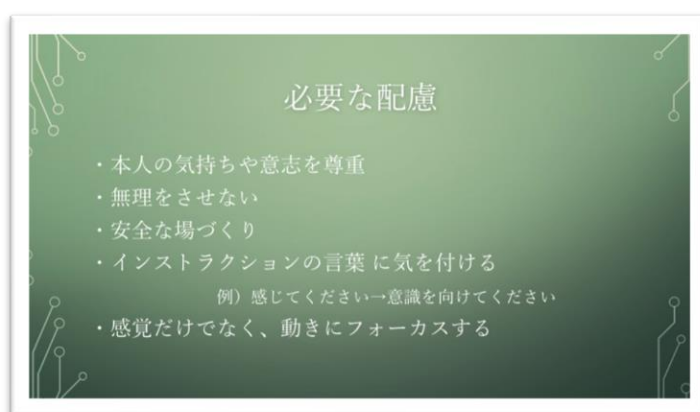 必要な配慮
・本人の気持ちや意志を尊重
・無理をさせない
・安全な場づくり
・インストラクションの言葉 に気を付ける
例）感じてください→意識を向けてください
・感覚だけでなく、動きにフォーカスする